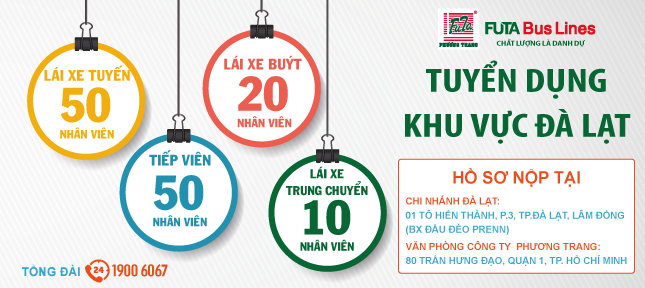 FUTA
PHƯƠNG TRANG
FUTA Bus Lines
CHẤT LƯỢNG LÀ DANH DỰ
TUYỂN DỤNG
KHU VỰC ĐÀ LẠT
LÁI XE TUYẾN
50
NHÂN VIÊN
LÁI XE BUÝT
20
NHÂN VIÊN
TIẾP VIÊN
50
NHÂN VIÊN
LÁI XE
TRUNG CHUYỂN
10
NHÂN VIÊN
HỒ SƠ NỘP TẠI
CHI NHÁNH ĐÀ LẠT:
01 TÔ HIẾN THÀNH, P.3, TP.ĐÀ LẠT, LÂM ĐỒNG
(BX ĐẦU ĐÈO PRENN)
VĂN PHÒNG CÔNG TY PHƯƠNG TRANG:
80 TRẦN HƯNG ĐẠO, QUẬN 1, TP. HỒ CHÍ MINH
TỔNG ĐÀI 24 1900 6067